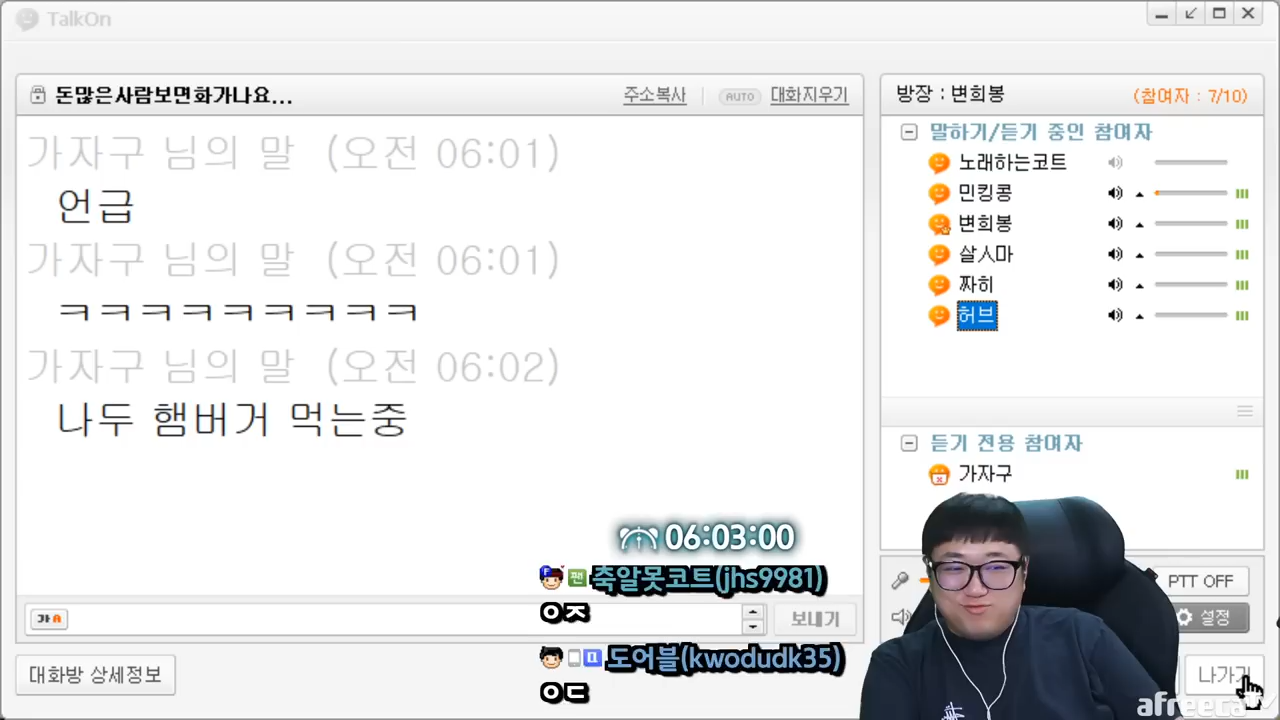 TalkOn
돈많은사람보면화가나요...
주소복사
AUTO 대화지우기
가자구 님의 말 (오전 06:01)
언급
가자구 님의 말 (오전 06:01)
ㅋㅋㅋㅋㅋㅋㅋㅋㅋ
가자구 님의 말 (오전 06:02)
나두 햄버거 먹는중
가A
보내기
대화방 상세정보
방장 : 변희봉 (참여자 : 7/10)
말하기/듣기 중인 참여자
노래하는코트
민킹콩
변희봉
살人마
짜히
허브
듣기 전용 참여자
가자구
PTT OFF
설정
나가기
06:03:00
F 팬 축알못코트(jhs9981)
ㅇㅈ
도어블(kwodudk35)
ㅇㄷ